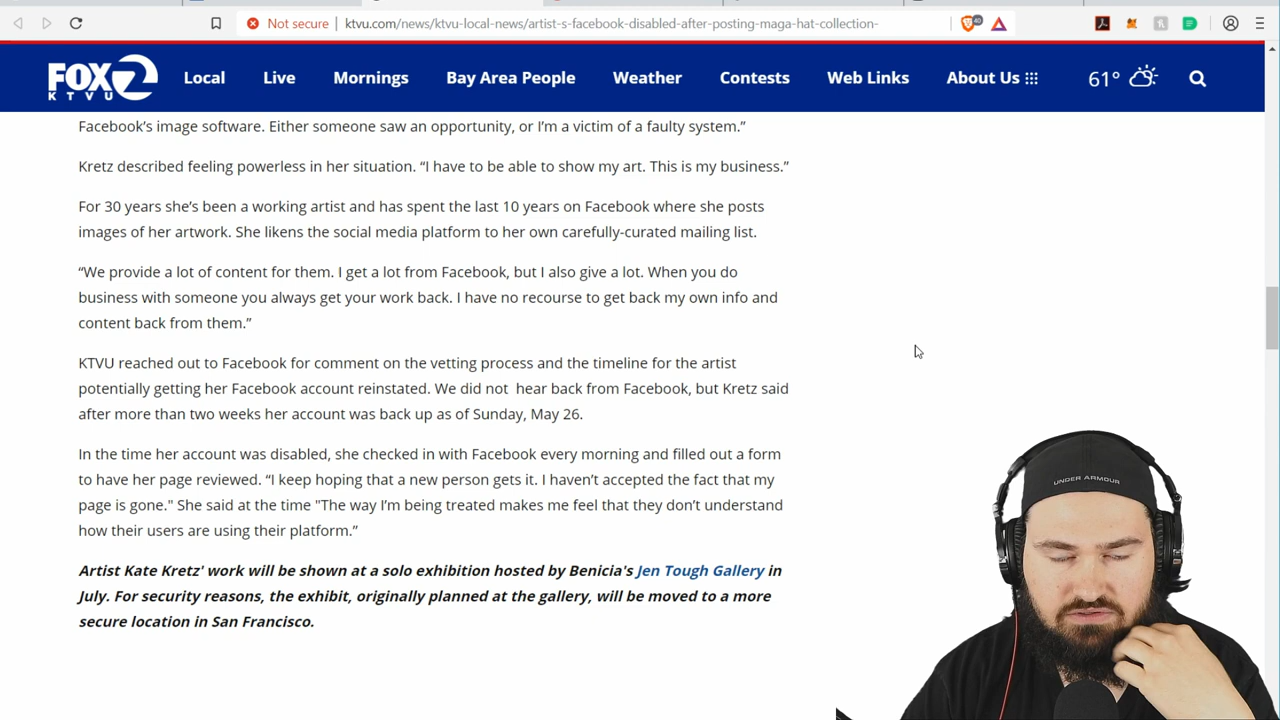 Not secure ktvu.com/news/ktvu-local-news/artist-s-facebook-disabled-after-posting-maga-hat-collection-
FOX 2
KTVU
Local Live Mornings Bay Area People Weather Contests Web Links About Us 61°
Facebook’s image software. Either someone saw an opportunity, or I’m a victim of a faulty system.”
Kretz described feeling powerless in her situation. “I have to be able to show my art. This is my business.”
For 30 years she’s been a working artist and has spent the last 10 years on Facebook where she posts
images of her artwork. She likens the social media platform to her own carefully-curated mailing list.
“We provide a lot of content for them. I get a lot from Facebook, but I also give a lot. When you do
business with someone you always get your work back. I have no recourse to get back my own info and
content back from them.”
KTVU reached out to Facebook for comment on the vetting process and the timeline for the artist
potentially getting her Facebook account reinstated. We did not hear back from Facebook, but Kretz said
after more than two weeks her account was back up as of Sunday, May 26.
In the time her account was disabled, she checked in with Facebook every morning and filled out a form
to have her page reviewed. “I keep hoping that a new person gets it. I haven’t accepted the fact that my
page is gone." She said at the time "The way I’m being treated makes me feel that they don’t understand
how their users are using their platform.”
Artist Kate Kretz' work will be shown at a solo exhibition hosted by Benicia's Jen Tough Gallery in
July. For security reasons, the exhibit, originally planned at the gallery, will be moved to a more
secure location in San Francisco.
UNDER ARMOUR